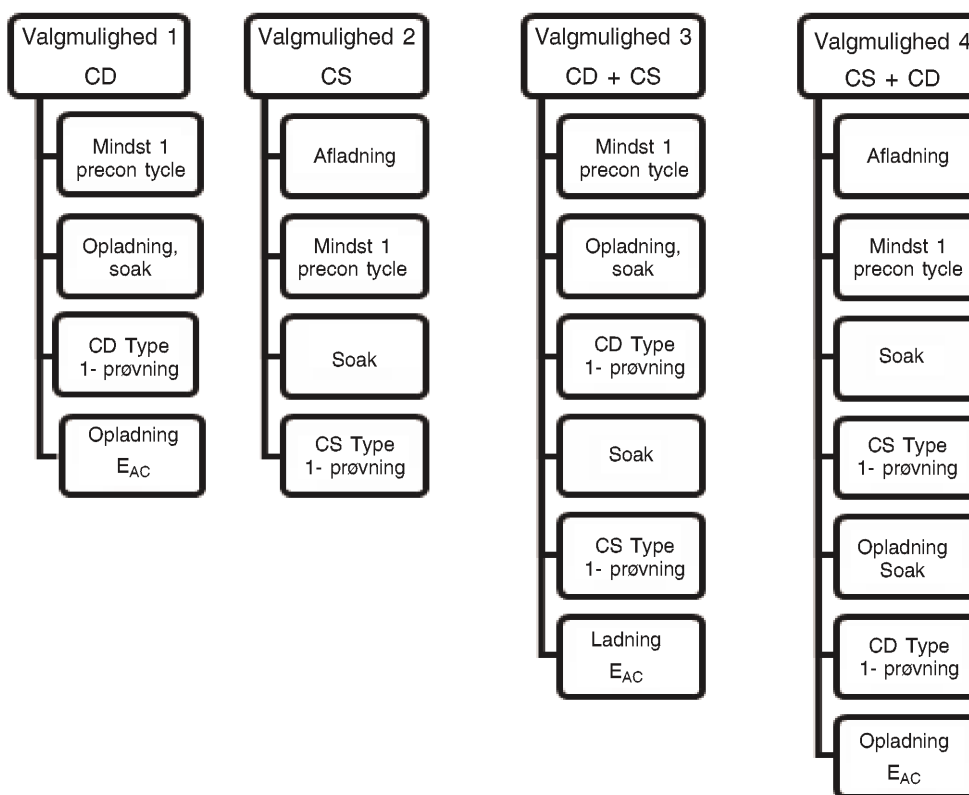 Valgmulighed 1
CD
Mindst 1
precon tycle
Opladning,
soak
CD Type
1- prøvning
Opladning
E_AC
Valgmulighed 2
CS
Afladning
Mindst 1
precon tycle
Soak
CS Type
1- prøvning
Valgmulighed 3
CD + CS
Mindst 1
precon tycle
Opladning,
soak
CD Type
1- prøvning
Soak
CS Type
1- prøvning
Ladning
E_AC
Valgmulighed 4
CS + CD
Afladning
Mindst 1
precon tycle
Soak
CS Type
1- prøvning
Opladning
Soak
CD Type
1- prøvning
Opladning
E_AC